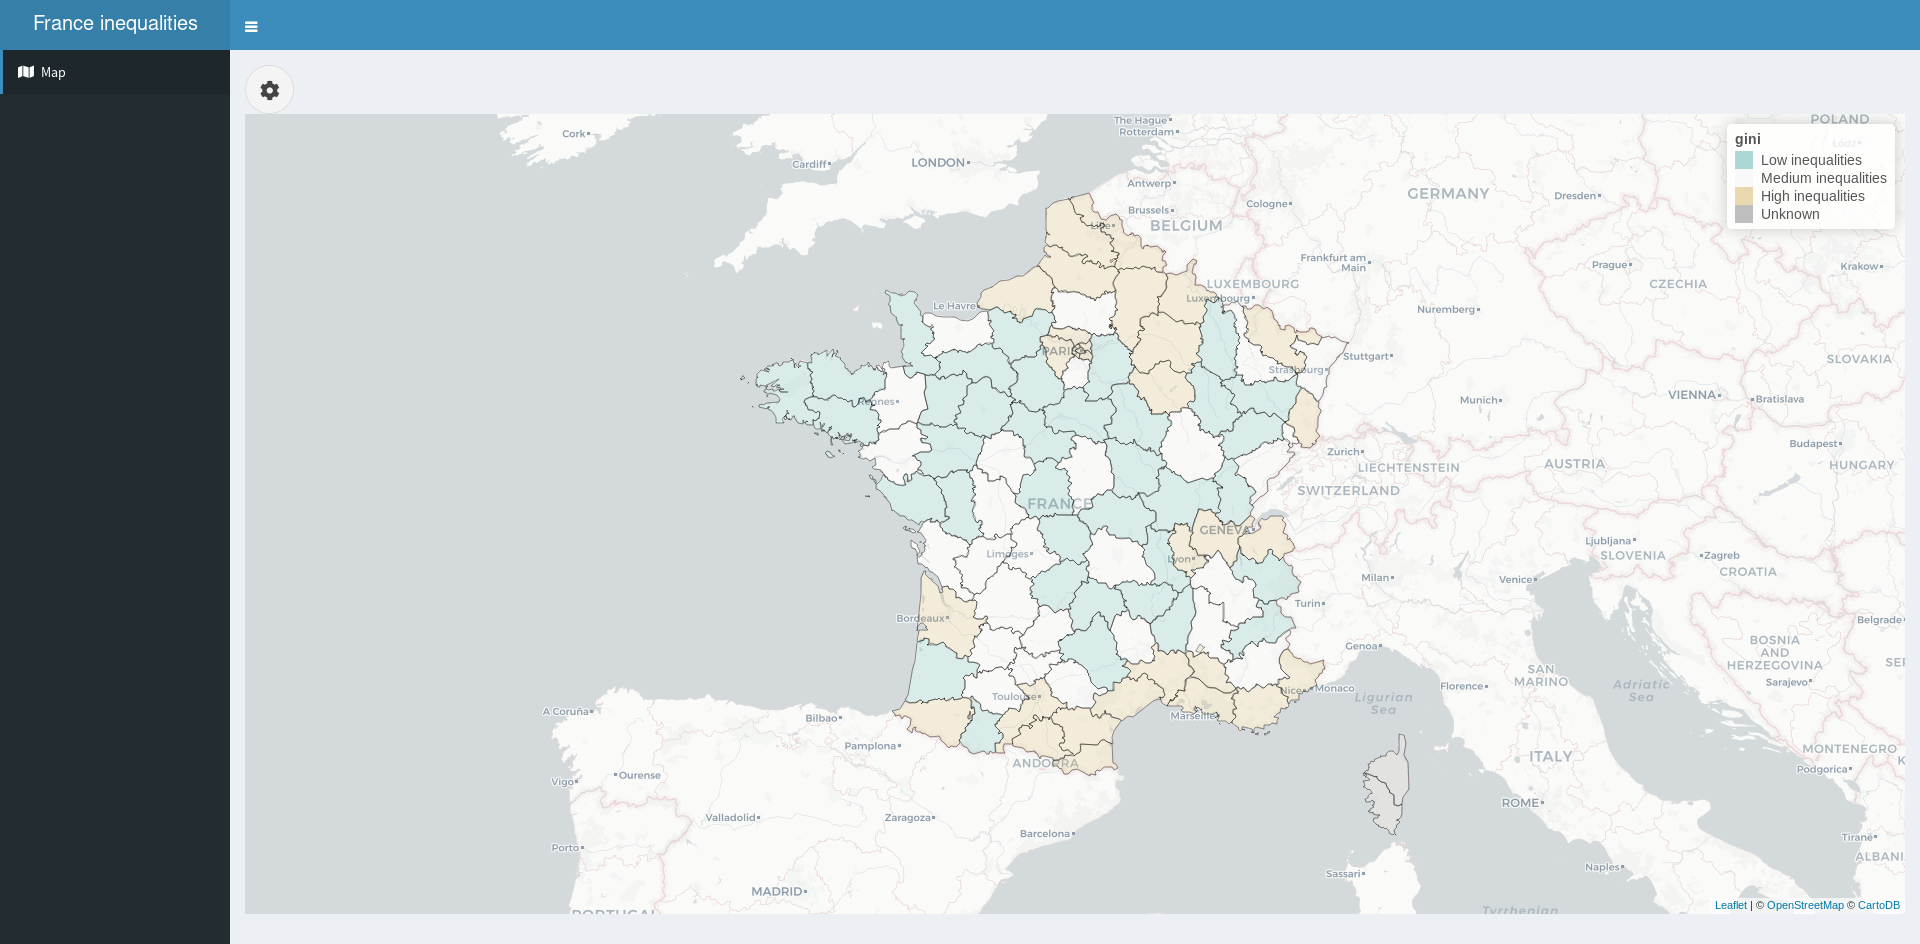 France inequalities
Map
gini
Low inequalities
Medium inequalities
High inequalities
Unknown
The Hague
Rotterdam
POLAND
Łódź
Cork
Cardiff
LONDON
Antwerp
Brussels
BELGIUM
Cologne
GERMANY
Dresden
Lille
Frankfurt am
Main
Prague
Krakow
LUXEMBOURG
Luxembourg
CZECHIA
Le Havre
Nuremberg
PARIS
Stuttgart
SLOVAKIA
Strasbourg
Rennes
Munich
VIENNA
Bratislava
Budapest
Zurich
LIECHTENSTEIN
AUSTRIA
HUNGARY
SWITZERLAND
FRANCE
GENEVA
Limoges
Lyon
Ljubljana
SLOVENIA
Zagreb
CROATIA
Milan
Venice
Turin
Bordeaux
Belgrade
Genoa
BOSNIA
AND
HERZEGOVINA
SER
SAN
MARINO
Sarajevo
Toulouse
Nice
Monaco
Florence
Ligurian
Sea
Adriatic
Sea
A Coruña
Bilbao
Marseille
Pamplona
ANDORRA
ITALY
MONTENEGRO
K
Podgorica
Vigo
Ourense
Valladolid
Zaragoza
ROME
Barcelona
Porto
Tirane
ALBANI
Sassari
Naples
MADRID
PORTUGAL
Tyrrhenian
Leaflet | © OpenStreetMap © CartoDB